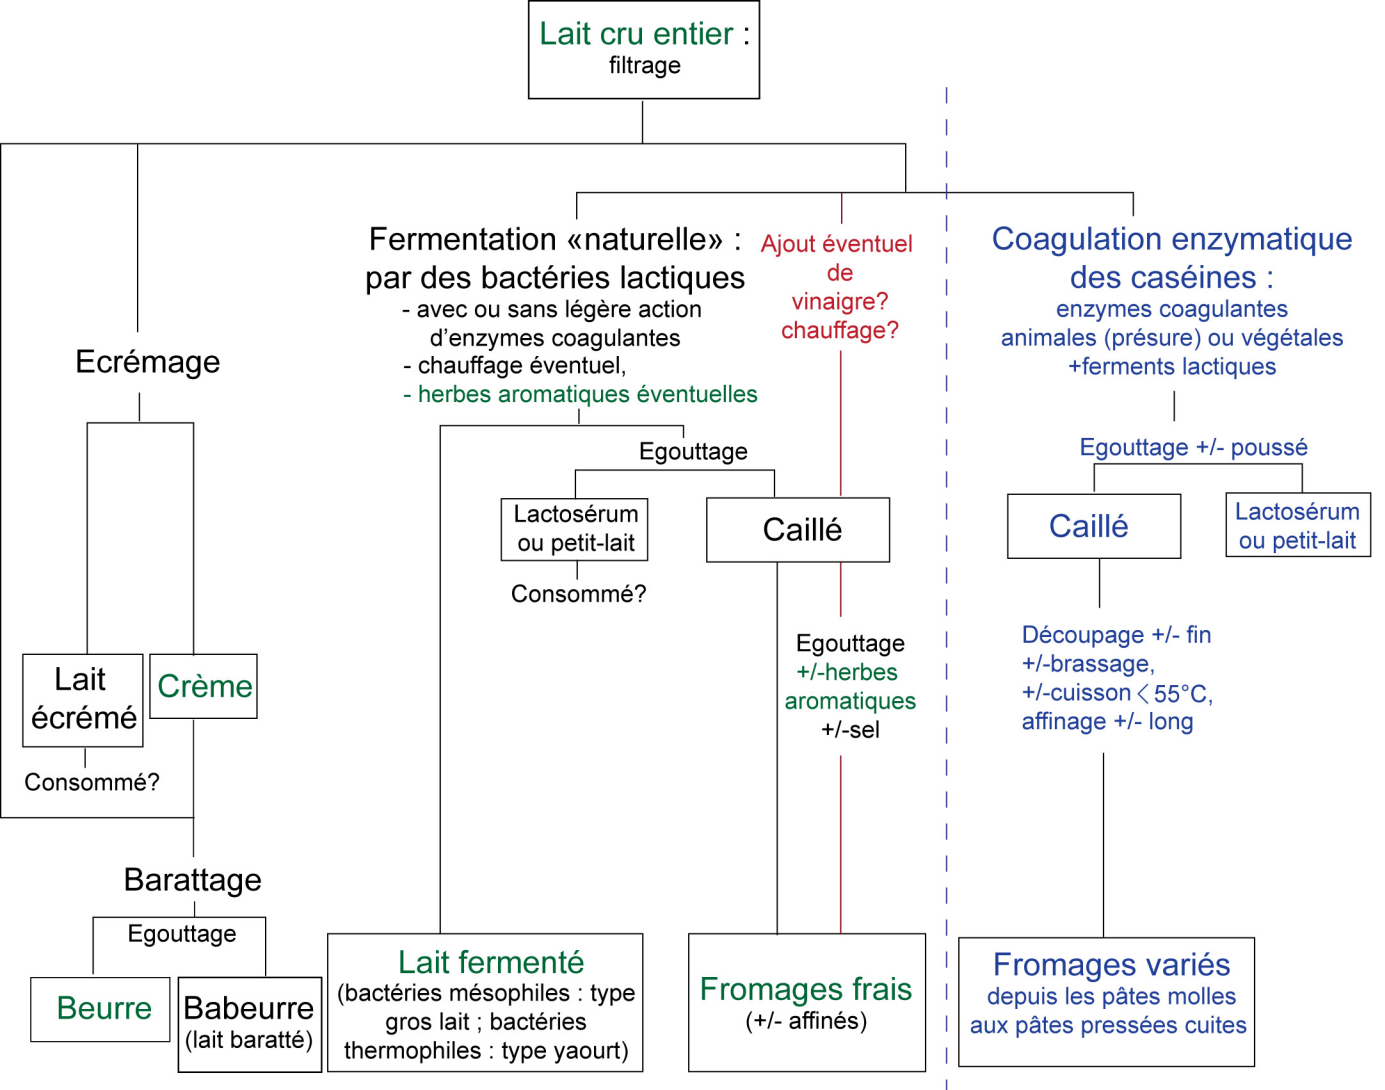 Lait cru entier :
filtrage
Fermentation «naturelle» :
par des bactéries lactiques
- avec ou sans légère action
d’enzymes coagulantes
- chauffage éventuel,
- herbes aromatiques éventuelles
Ajout éventuel
de
vinaigre?
chauffage?
Coagulation enzymatique
des caséines :
enzymes coagulantes
animales (présure) ou végétales
+ferments lactiques
Ecrémage
Egouttage
Egouttage +/- poussé
Lactosérum
ou petit-lait
Consommé?
Caillé
Caillé
Lactosérum
ou petit-lait
Egouttage
+/-herbes
aromatiques
+/-sel
Découpage +/- fin
+/-brassage,
+/-cuisson < 55°C,
affinage +/- long
Lait
écrémé
Crème
Consommé?
Barattage
Egouttage
Beurre
Babeurre
(lait baratté)
Lait fermenté
(bactéries mésophiles : type
gros lait ; bactéries
thermophiles : type yaourt)
Fromages frais
(+/- affinés)
Fromages variés
depuis les pâtes molles
aux pâtes pressées cuites